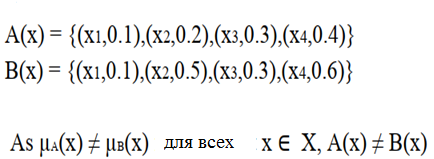 A(x) = {(x1,0.1),(x2,0.2),(x3,0.3),(x4,0.4)}
B(x) = {(x1,0.1),(x2,0.5),(x3,0.3),(x4,0.6)}
As μA(x) ≠ μB(x) для всех x ∈ X, A(x) ≠ B(x)